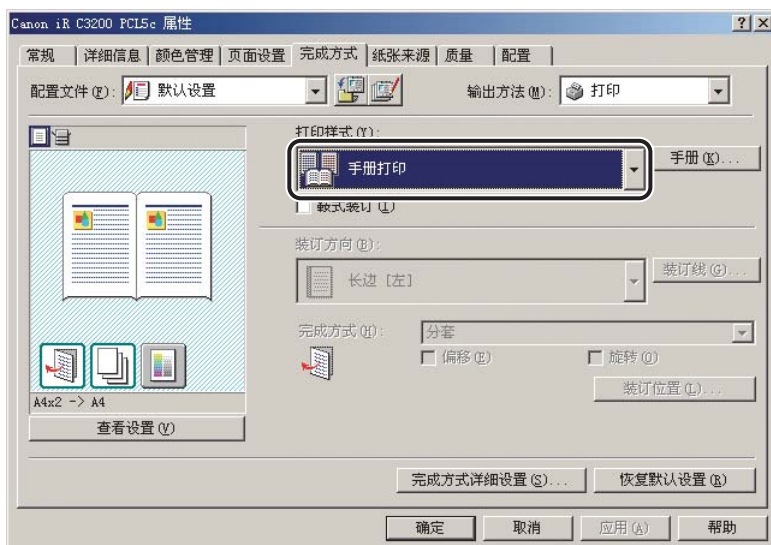 Canon iR C3200 PCL5c 属性
常规 详细信息 颜色管理 页面设置 完成方式 纸张来源 质量 配置
配置文件(F): 默认设置 输出方法(M): 打印
打印样式(Y):
手册打印 手册(K)...
鞍式装订(I)
装订方向(B):
长边 [左] 装订线(G)...
完成方式(H): 分套
偏移(E) 旋转(O)
装订位置(L)...
A4x2 -> A4
查看设置(V)
完成方式详细设置(S)... 恢复默认设置(R)
确定 取消 应用(A) 帮助